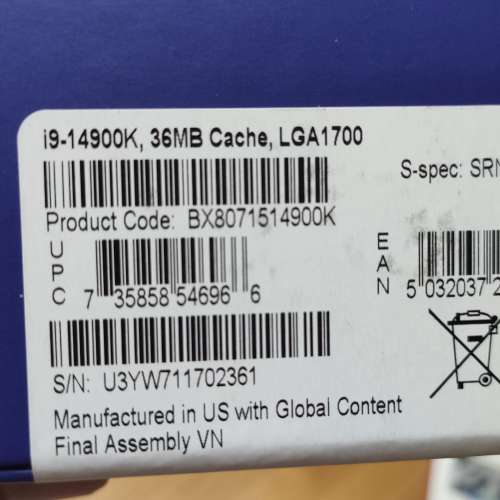 i9-14900K, 36MB Cache, LGA1700
S-spec: SRN
Product Code: BX8071514900K
UPC 7 35858 54696 6
EAN 5 032037 2
S/N: U3YW711702361
Manufactured in US with Global Content
Final Assembly VN